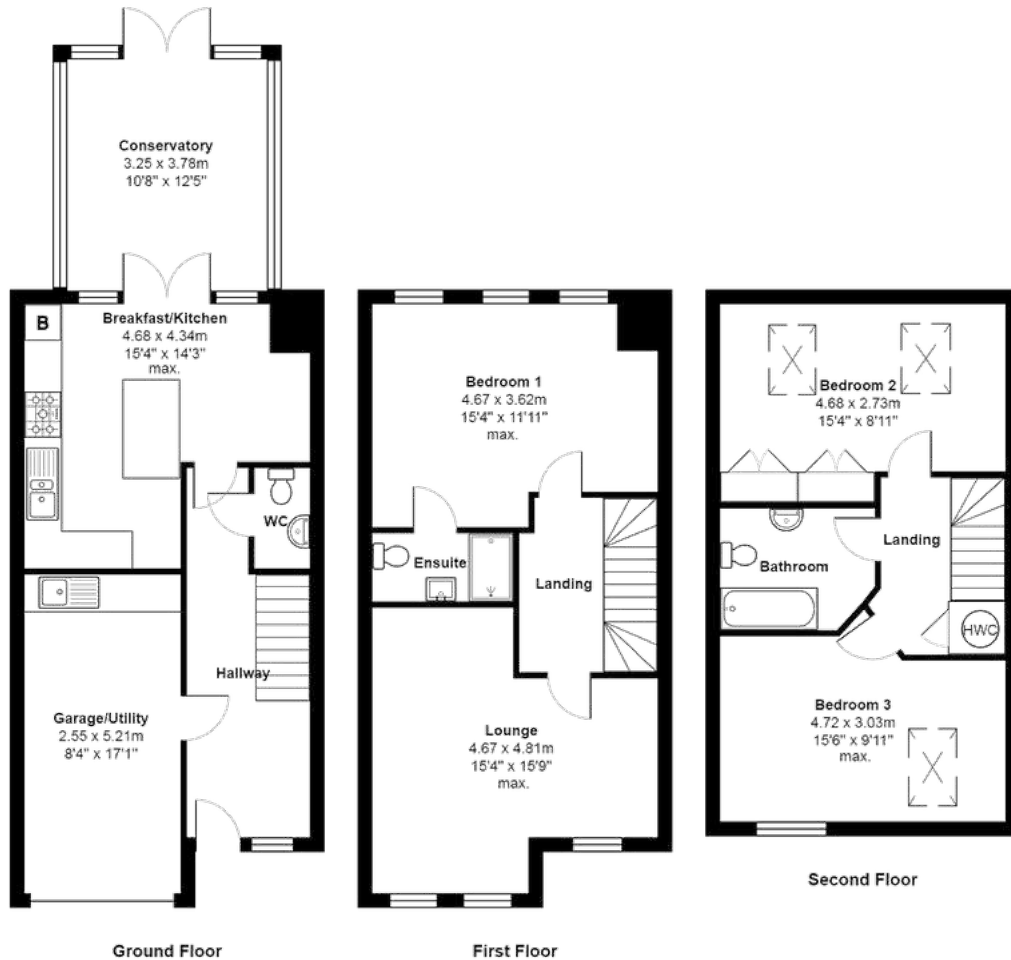 Conservatory
3.25 x 3.78m
10'8" x 12'5"
B
Breakfast/Kitchen
4.68 x 4.34m
15'4" x 14'3"
max.
WC
Hallway
Garage/Utility
2.55 x 5.21m
8'4" x 17'1"
Ground Floor
Bedroom 1
4.67 x 3.62m
15'4" x 11'11"
max.
Ensuite
Landing
Lounge
4.67 x 4.81m
15'4" x 15'9"
max.
First Floor
Bedroom 2
4.68 x 2.73m
15'4" x 8'11"
Landing
Bathroom
HWC
Bedroom 3
4.72 x 3.03m
15'6" x 9'11"
max.
Second Floor